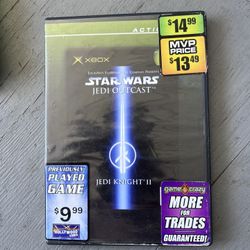 ACTI
$14.99
MVP
PRICE
$13.49
XBOX
STAR WARS
JEDI OUTCAST
JEDI KNIGHT II
PREVIOUSLY
PLAYED
GAME
$9.99
HOLLYWOOD
game crazy
MORE
for
TRADES
GUARANTEED!